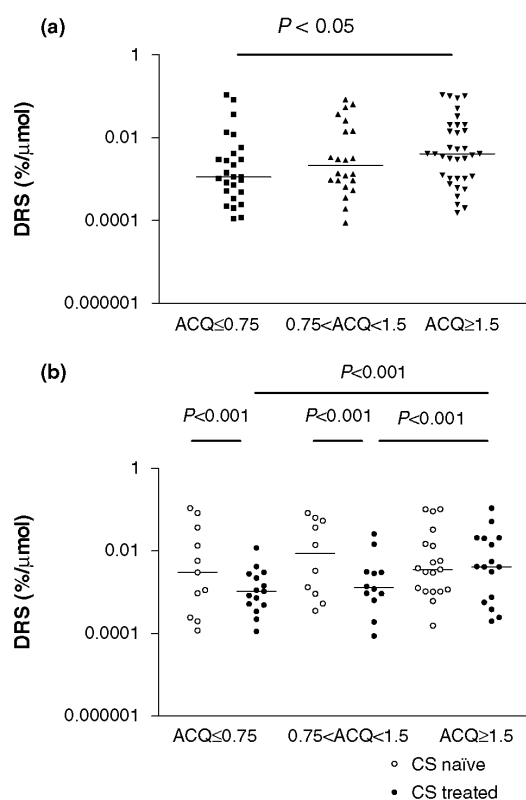 (a)
P < 0.05
1
0.01
0.0001
0.000001
DRS (%/μmol)
ACQ≤0.75 0.75<ACQ<1.5 ACQ≥1.5
(b)
P<0.001
P<0.001 P<0.001 P<0.001
1
0.01
0.0001
0.000001
DRS (%/μmol)
ACQ≤0.75 0.75<ACQ<1.5 ACQ≥1.5
CS naïve
CS treated